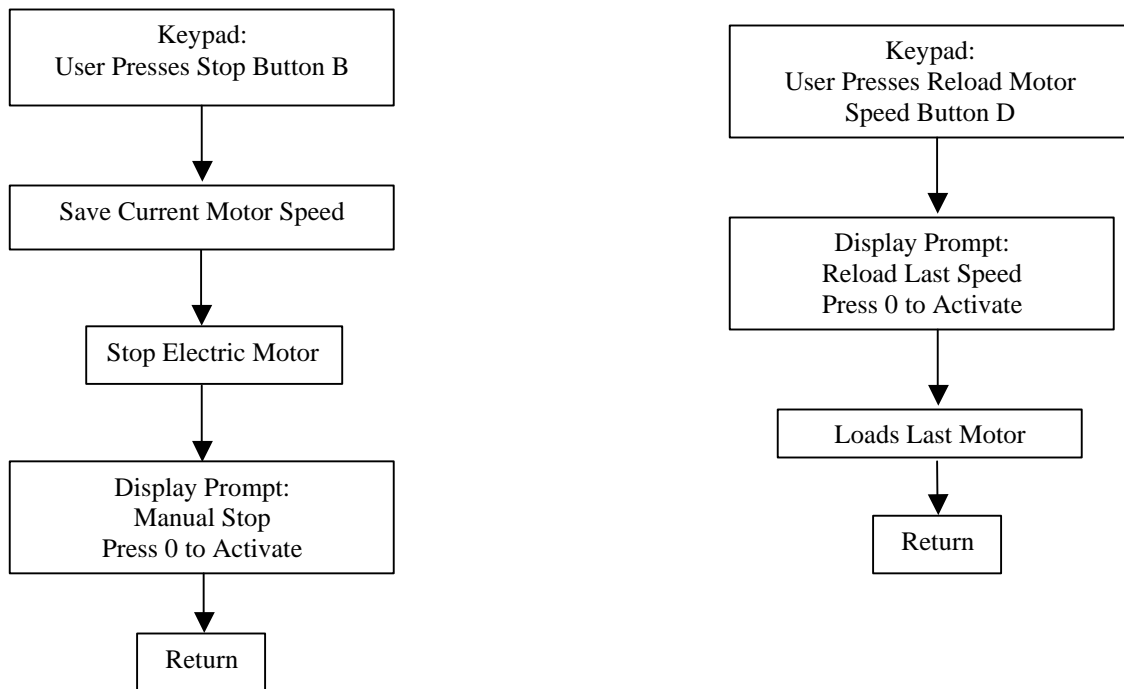 Keypad:
User Presses Stop Button B
Save Current Motor Speed
Stop Electric Motor
Display Prompt:
Manual Stop
Press 0 to Activate
Return
Keypad:
User Presses Reload Motor
Speed Button D
Display Prompt:
Reload Last Speed
Press 0 to Activate
Loads Last Motor
Return